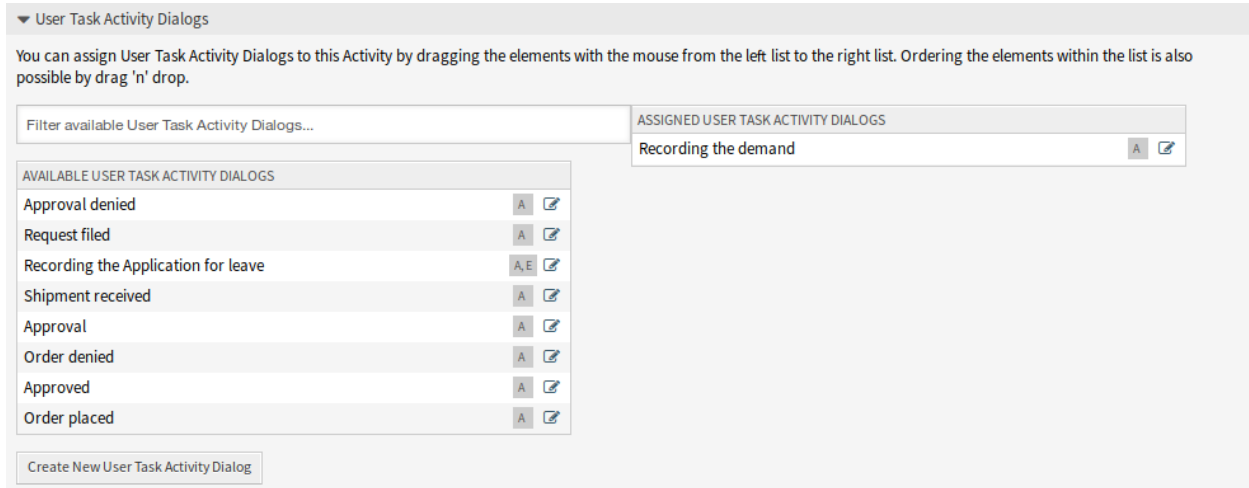 User Task Activity Dialogs
You can assign User Task Activity Dialogs to this Activity by dragging the elements with the mouse from the left list to the right list. Ordering the elements within the list is also
possible by drag 'n' drop.
Filter available User Task Activity Dialogs...
AVAILABLE USER TASK ACTIVITY DIALOGS
Approval denied A
Request filed A
Recording the Application for leave A, E
Shipment received A
Approval A
Order denied A
Approved A
Order placed A
Create New User Task Activity Dialog
ASSIGNED USER TASK ACTIVITY DIALOGS
Recording the demand A